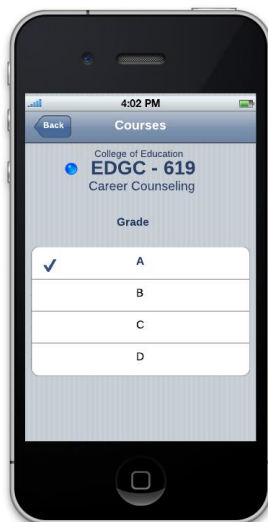 4:02 PM
Back
Courses
College of Education
EDGC - 619
Career Counseling
Grade
A
B
C
D